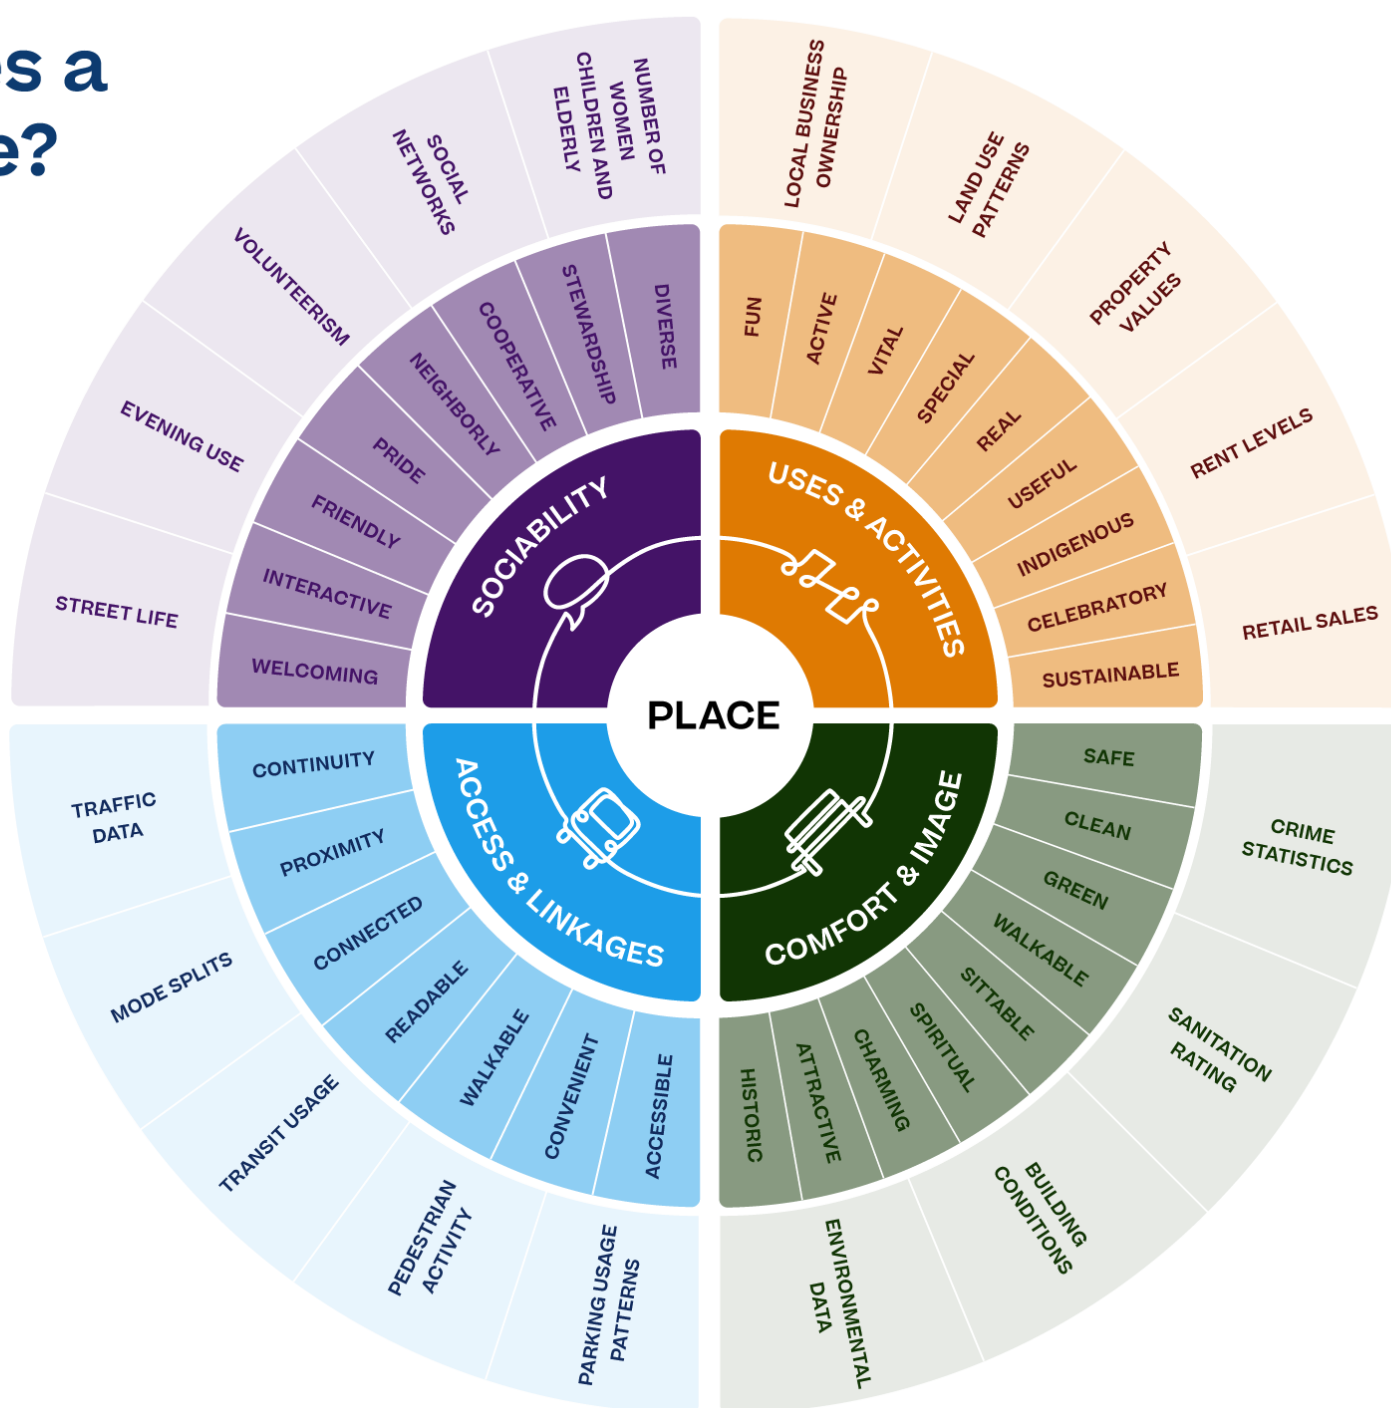 es a
e?
NUMBER OF
WOMEN
CHILDREN AND
ELDERLY
SOCIAL
NETWORKS
VOLUNTEERISM
EVENING USE
STREET LIFE
DIVERSE
STEWARDSHIP
COOPERATIVE
NEIGHBORLY
PRIDE
FRIENDLY
INTERACTIVE
WELCOMING
SOCIABILITY
LOCAL BUSINESS
OWNERSHIP
LAND USE
PATTERNS
PROPERTY
VALUES
RENT LEVELS
RETAIL SALES
FUN
ACTIVE
VITAL
SPECIAL
REAL
USEFUL
INDIGENOUS
CELEBRATORY
SUSTAINABLE
USES & ACTIVITIES
PLACE
ACCESS & LINKAGES
CONTINUITY
PROXIMITY
CONNECTED
READABLE
WALKABLE
CONVENIENT
ACCESSIBLE
TRAFFIC
DATA
MODE SPLITS
TRANSIT USAGE
PEDESTRIAN
ACTIVITY
PARKING USAGE
PATTERNS
COMFORT & IMAGE
SAFE
CLEAN
GREEN
WALKABLE
SITTABLE
SPIRITUAL
CHARMING
ATTRACTIVE
HISTORIC
CRIME
STATISTICS
SANITATION
RATING
BUILDING
CONDITIONS
ENVIRONMENTAL
DATA